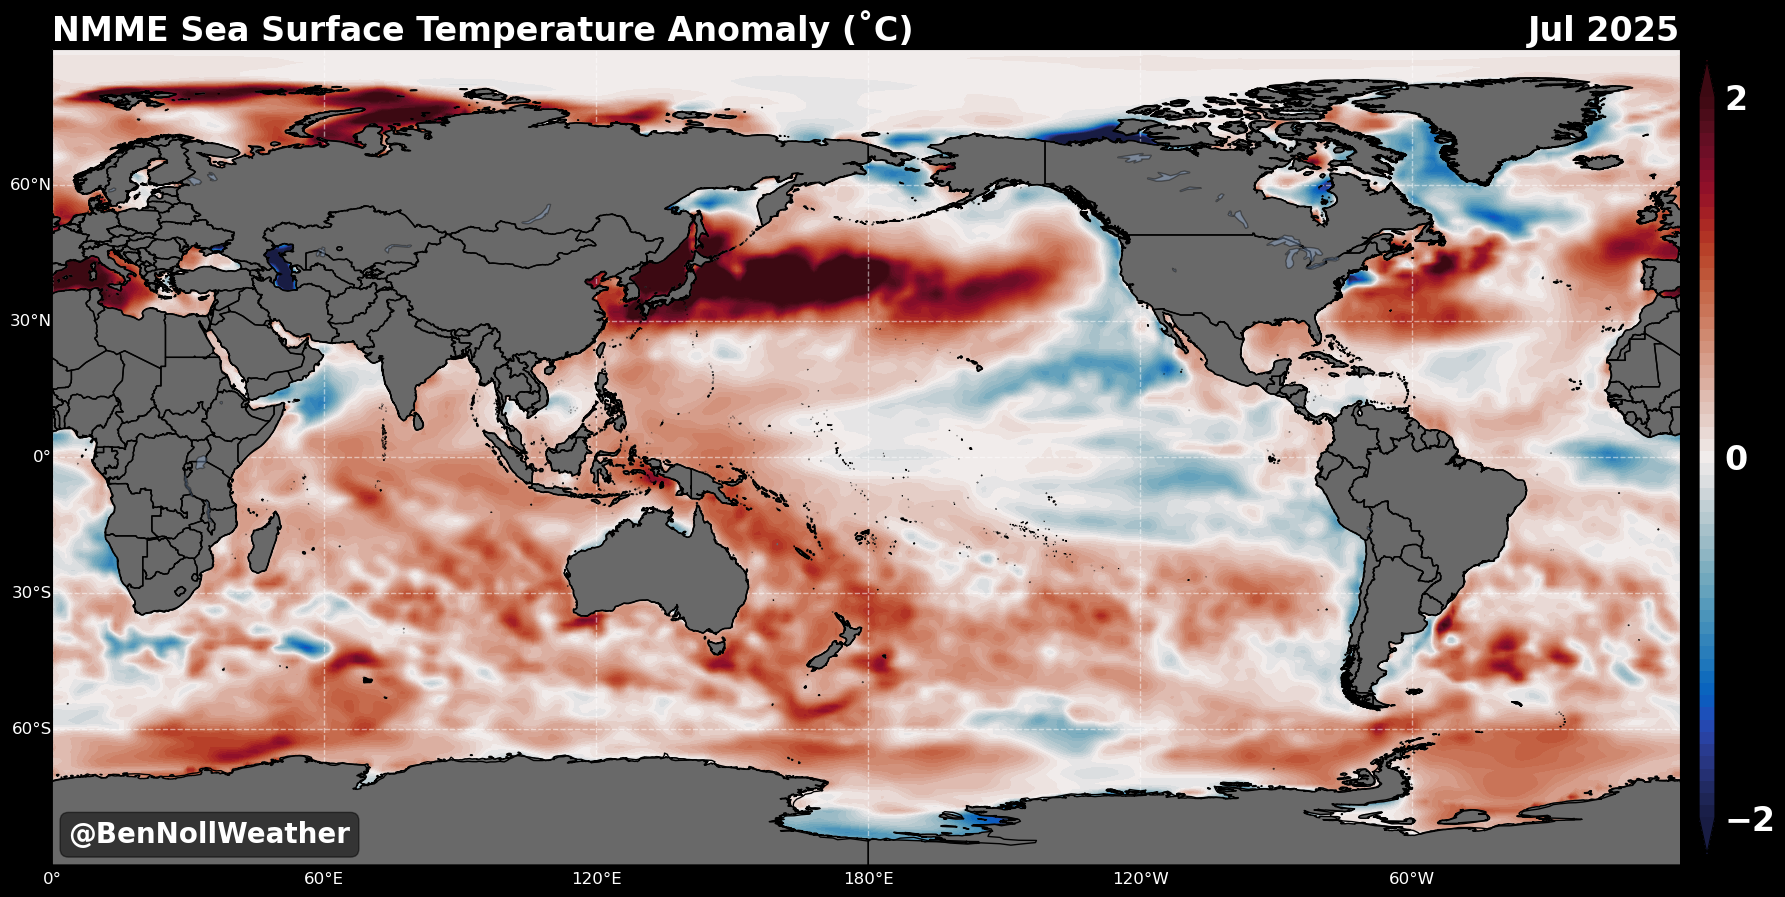 NMME Sea Surface Temperature Anomaly (˚C)
Jul 2025
2
0
−2
60°N
30°N
0°
30°S
60°S
@BenNollWeather
0°
60°E
120°E
180°E
120°W
60°W